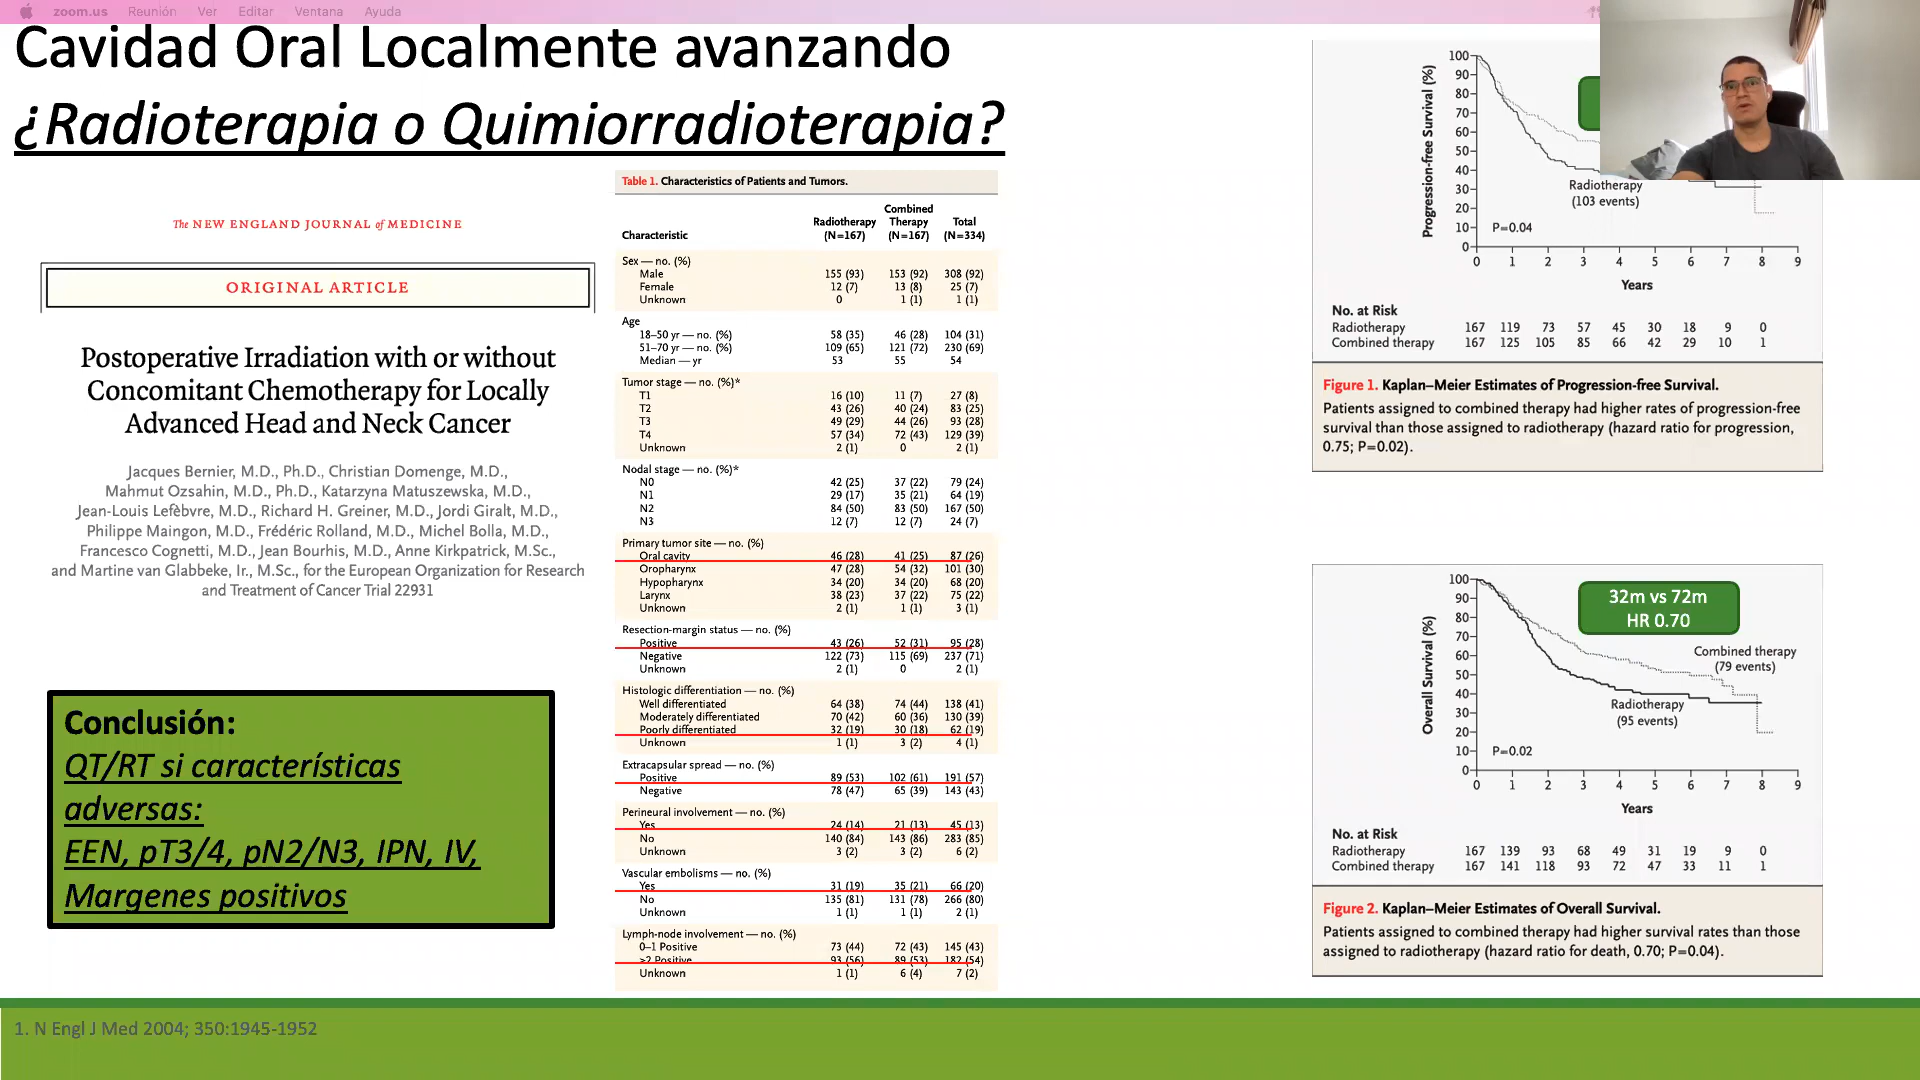 zoom.us Reunión Ver Editar Ventana Ayuda
Cavidad Oral Localmente avanzando
¿Radioterapia o Quimiorradioterapia?
The NEW ENGLAND JOURNAL of MEDICINE
ORIGINAL ARTICLE
Postoperative Irradiation with or without
Concomitant Chemotherapy for Locally
Advanced Head and Neck Cancer
Jacques Bernier, M.D., Ph.D., Christian Domenge, M.D.,
Mahmut Ozsahin, M.D., Ph.D., Katarzyna Matuszewska, M.D.,
Jean-Louis Lefèbvre, M.D., Richard H. Greiner, M.D., Jordi Giralt, M.D.,
Philippe Maingon, M.D., Frédéric Rolland, M.D., Michel Bolla, M.D.,
Francesco Cognetti, M.D., Jean Bourhis, M.D., Anne Kirkpatrick, M.Sc.,
and Martine van Glabbeke, Ir., M.Sc., for the European Organization for Research
and Treatment of Cancer Trial 22931
Conclusión:
QT/RT si características
adversas:
EEN, pT3/4, pN2/N3, IPN, IV,
Margenes positivos
Table 1. Characteristics of Patients and Tumors.
Characteristic Radiotherapy (N=167) Combined Therapy (N=167) Total (N=334)
Sex — no. (%)
Male 155 (93) 153 (92) 308 (92)
Female 12 (7) 13 (8) 25 (7)
Unknown 0 1 (1) 1 (1)
Age
18–50 yr — no. (%) 58 (35) 46 (28) 104 (31)
51–70 yr — no. (%) 109 (65) 121 (72) 230 (69)
Median — yr 53 55 54
Tumor stage — no. (%)*
T1 16 (10) 11 (7) 27 (8)
T2 43 (26) 40 (24) 83 (25)
T3 49 (29) 44 (26) 93 (28)
T4 57 (34) 72 (43) 129 (39)
Unknown 2 (1) 0 2 (1)
Nodal stage — no. (%)*
N0 42 (25) 37 (22) 79 (24)
N1 29 (17) 35 (21) 64 (19)
N2 84 (50) 83 (50) 167 (50)
N3 12 (7) 12 (7) 24 (7)
Primary tumor site — no. (%)
Oral cavity 46 (28) 41 (25) 87 (26)
Oropharynx 47 (28) 54 (32) 101 (30)
Hypopharynx 34 (20) 34 (20) 68 (20)
Larynx 38 (23) 37 (22) 75 (22)
Unknown 2 (1) 1 (1) 3 (1)
Resection-margin status — no. (%)
Positive 43 (26) 52 (31) 95 (28)
Negative 122 (73) 115 (69) 237 (71)
Unknown 2 (1) 0 2 (1)
Histologic differentiation — no. (%)
Well differentiated 64 (38) 74 (44) 138 (41)
Moderately differentiated 70 (42) 60 (36) 130 (39)
Poorly differentiated 32 (19) 30 (18) 62 (19)
Unknown 1 (1) 3 (2) 4 (1)
Extracapsular spread — no. (%)
Positive 89 (53) 102 (61) 191 (57)
Negative 78 (47) 65 (39) 143 (43)
Perineural involvement — no. (%)
Yes 24 (14) 21 (13) 45 (13)
No 140 (84) 143 (86) 283 (85)
Unknown 3 (2) 3 (2) 6 (2)
Vascular embolisms — no. (%)
Yes 31 (19) 35 (21) 66 (20)
No 135 (81) 131 (78) 266 (80)
Unknown 1 (1) 1 (1) 2 (1)
Lymph-node involvement — no. (%)
0–1 Positive 73 (44) 72 (43) 145 (43)
≥2 Positive 93 (56) 89 (53) 182 (54)
Unknown 1 (1) 6 (4) 7 (2)
Progression-free Survival (%)
100
90
80
70
60
50
40
30
20
10
0
Radiotherapy
(103 events)
P=0.04
0 1 2 3 4 5 6 7 8 9
Years
No. at Risk
Radiotherapy 167 119 73 57 45 30 18 9 0
Combined therapy 167 125 105 85 66 42 29 10 1
Figure 1. Kaplan–Meier Estimates of Progression-free Survival.
Patients assigned to combined therapy had higher rates of progression-free
survival than those assigned to radiotherapy (hazard ratio for progression,
0.75; P=0.02).
Overall Survival (%)
100
90
80
70
60
50
40
30
20
10
0
32m vs 72m
HR 0.70
Combined therapy
(79 events)
Radiotherapy
(95 events)
P=0.02
0 1 2 3 4 5 6 7 8 9
Years
No. at Risk
Radiotherapy 167 139 93 68 49 31 19 9 0
Combined therapy 167 141 118 93 72 47 33 11 1
Figure 2. Kaplan–Meier Estimates of Overall Survival.
Patients assigned to combined therapy had higher survival rates than those
assigned to radiotherapy (hazard ratio for death, 0.70; P=0.04).
1. N Engl J Med 2004; 350:1945-1952